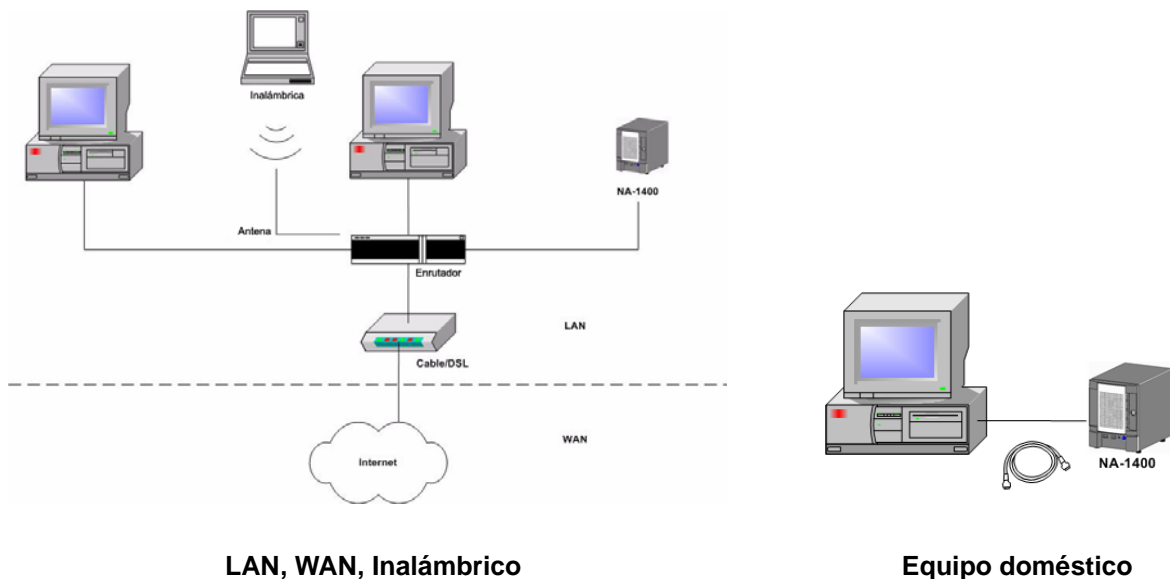 Inalámbrica
NA-1400
Antena
Enrutador
LAN
Cable/DSL
WAN
Internet
NA-1400
LAN, WAN, Inalámbrico
Equipo doméstico